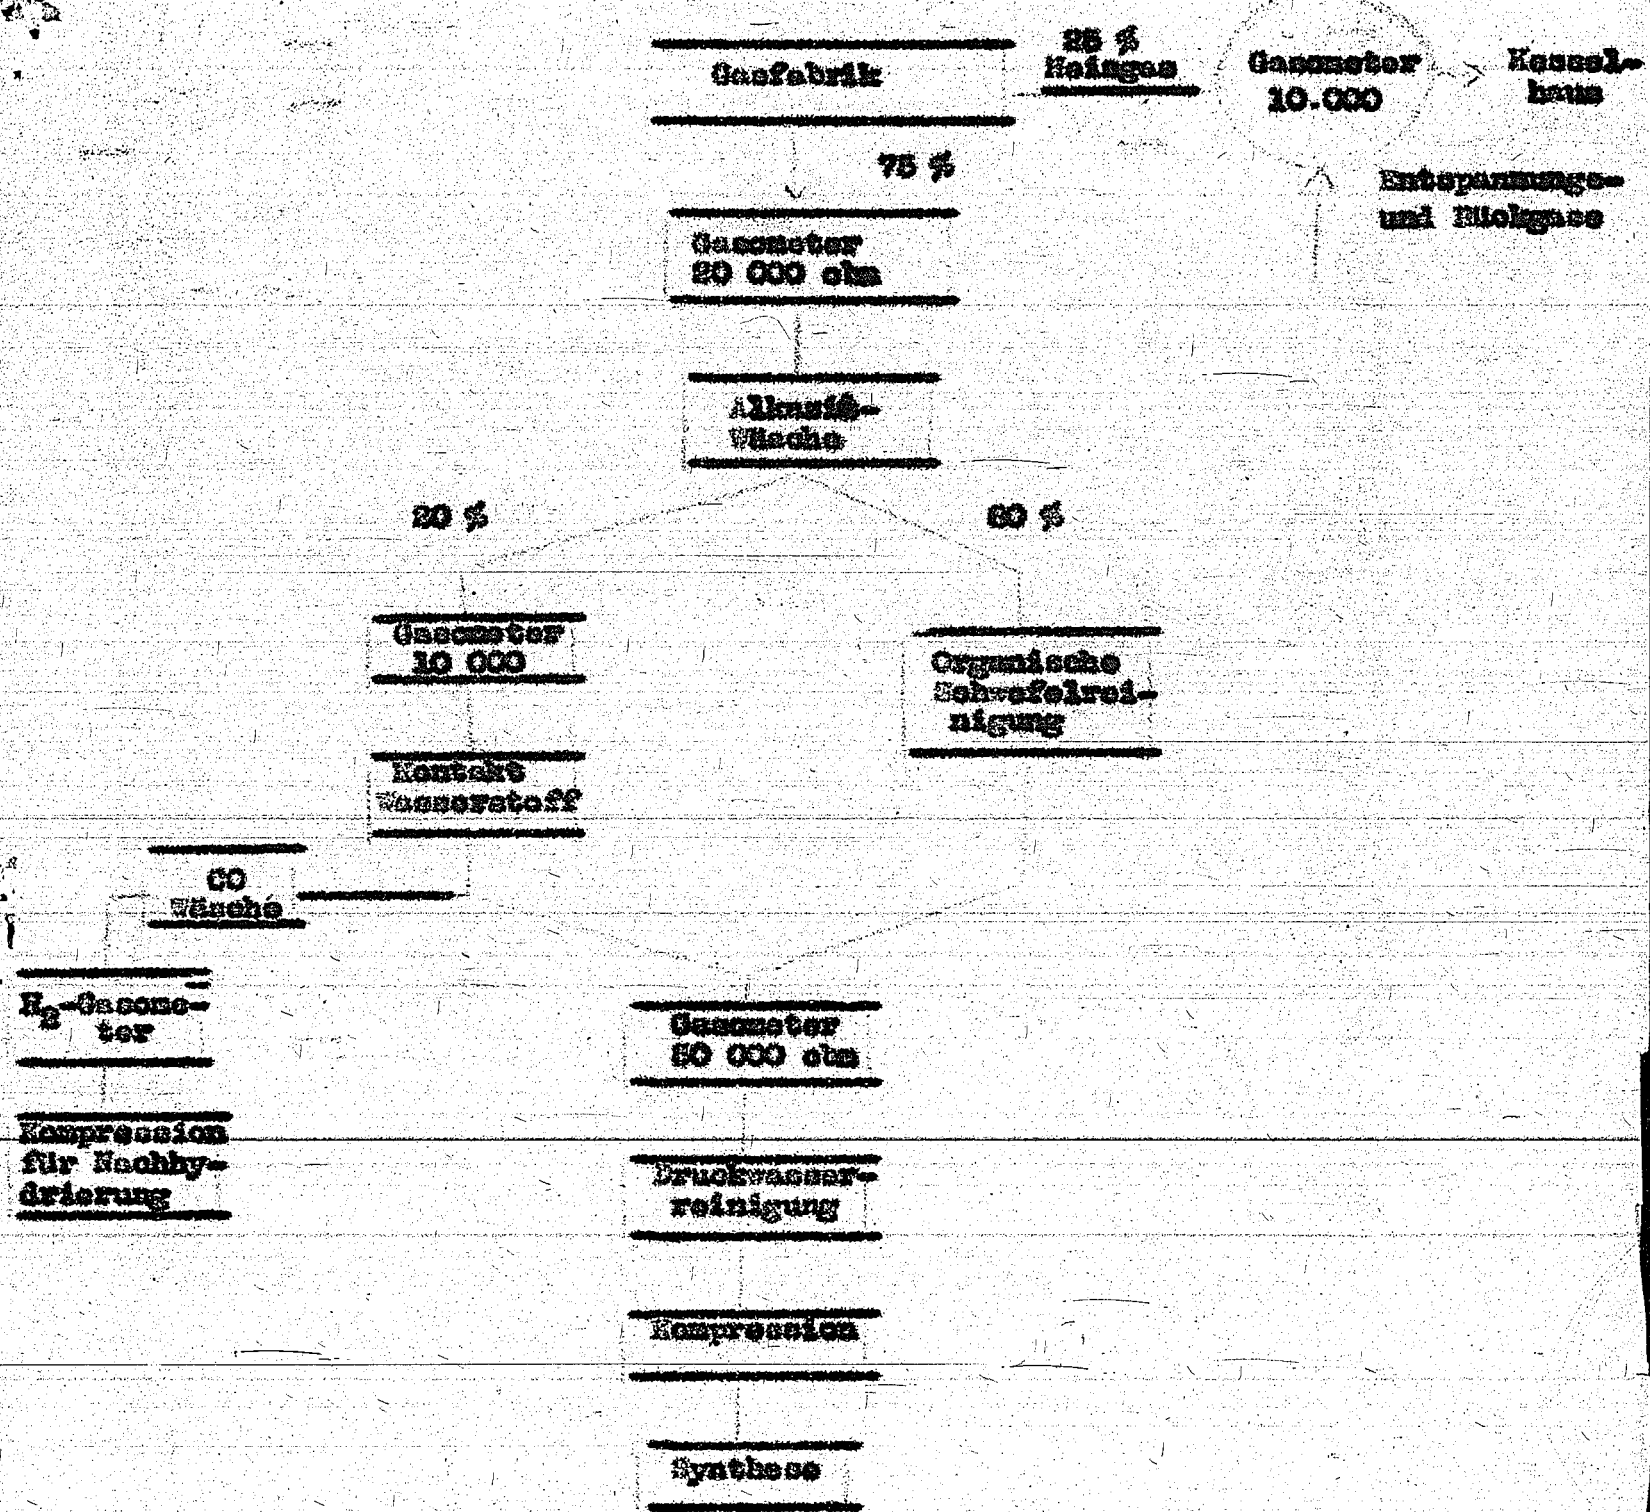 Gasfabrik
25 %
Heizgas
Gasometer
10.000
Kessel-
haus
75 %
Entspannungs-
und Rückgase
Gasometer
20 000 cbm
Alkazid-
Wäsche
20 %
Gasometer
10 000
Organische
Schwefelrei-
nigung
Kontakt
Wasserstoff
CO
Wäsche
H2-Gasome-
ter
Gasometer
000 cbm
Kompression
für Nachhy-
drierung
Druckwasser-
reinigung
Kompression
Synthese